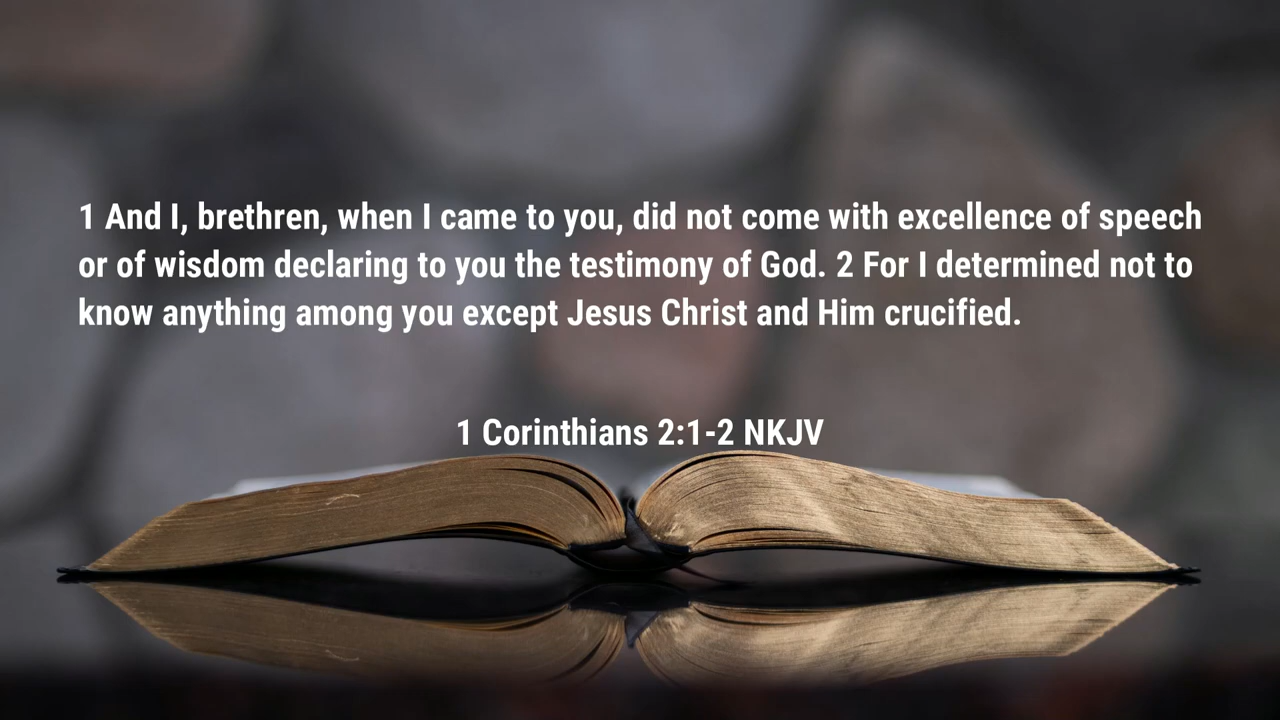 1 And I, brethren, when I came to you, did not come with excellence of speech
or of wisdom declaring to you the testimony of God. 2 For I determined not to
know anything among you except Jesus Christ and Him crucified.
1 Corinthians 2:1-2 NKJV